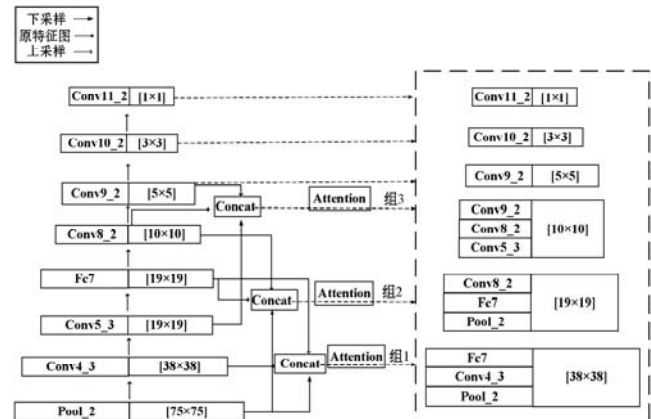 下采样
原特征图
上采样
Conv11_2 [1×1]
Conv10_2 [3×3]
Conv9_2 [5×5]
Concat
Attention
组3
Conv8_2 [10×10]
Fc7 [19×19]
Concat
Attention
组2
Conv5_3 [19×19]
Conv4_3 [38×38]
Concat
Attention
组1
Pool_2 [75×75]
Conv11_2 [1×1]
Conv10_2 [3×3]
Conv9_2 [5×5]
Conv9_2
Conv8_2
Conv5_3
[10×10]
Conv8_2
Fc7
Pool_2
[19×19]
Fc7
Conv4_3
Pool_2
[38×38]